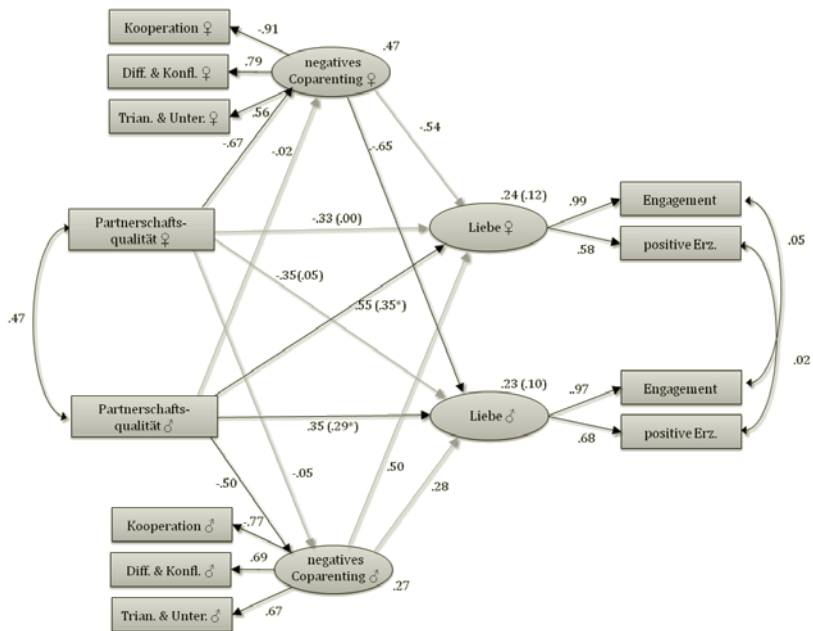 Kooperation ♀
-.91
.47
Diff. & Konfl. ♀
.79
negatives
Coparenting ♀
Trian. & Unter. ♀
.56
-.67
-.02
-.65
-.54
Partnerschafts-
qualität ♀
-.33 (.00)
.24 (.12)
Liebe ♀
.99
Engagement
.58
positive Erz.
.05
-.35(.05)
.55 (.35*)
.47
.02
Partnerschafts-
qualität ♂
.35 (.29*)
.23 (.10)
Liebe ♂
..97
Engagement
.68
positive Erz.
-.50
-.05
.50
.28
Kooperation ♂
-.77
Diff. & Konfl. ♂
.69
negatives
Coparenting ♂
.27
Trian. & Unter. ♂
.67